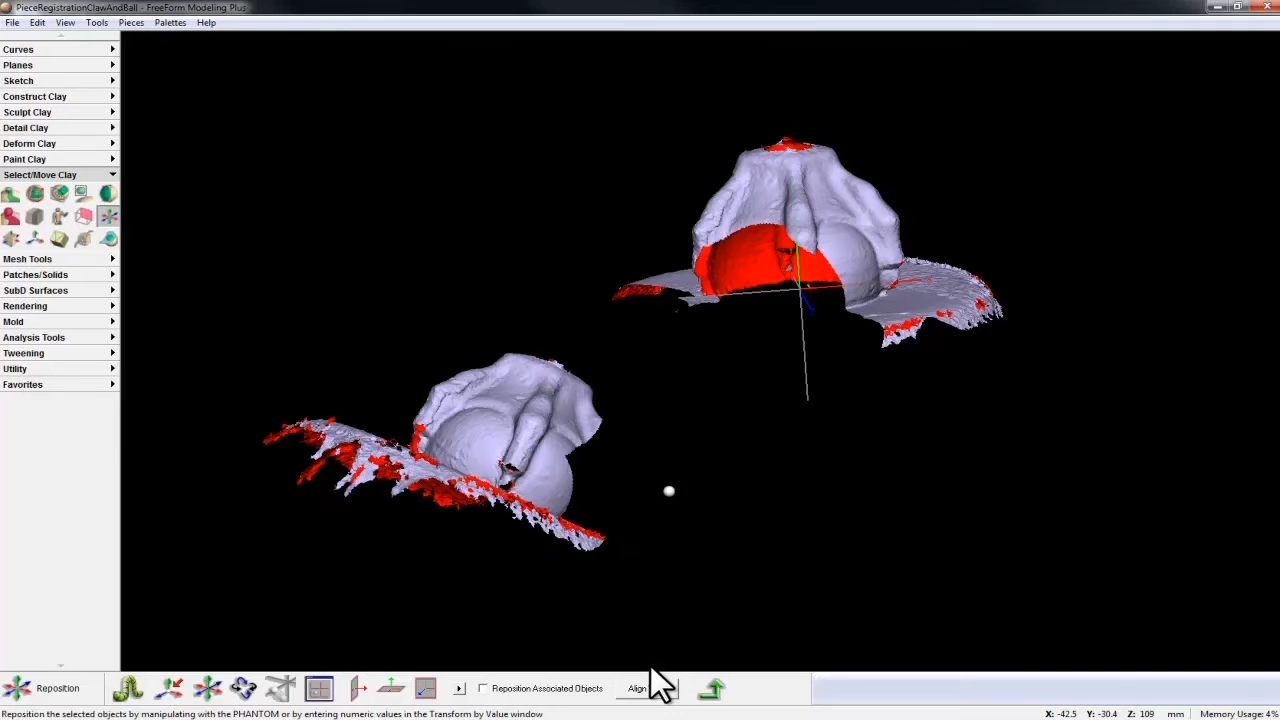 PieceRegistrationClawAndBall - FreeForm Modeling Plus
File Edit View Tools Pieces Palettes Help
Curves
Planes
Sketch
Construct Clay
Sculpt Clay
Detail Clay
Deform Clay
Paint Clay
Select/Move Clay
Mesh Tools
Patches/Solids
SubD Surfaces
Rendering
Mold
Analysis Tools
Tweening
Utility
Favorites
Reposition Reposition Associated Objects Align
Reposition the selected objects by manipulating with the PHANTOM or by entering numeric values in the Transform by Value window X: -42.5 Y: -30.4 Z: 109 mm Memory Usage: 4%